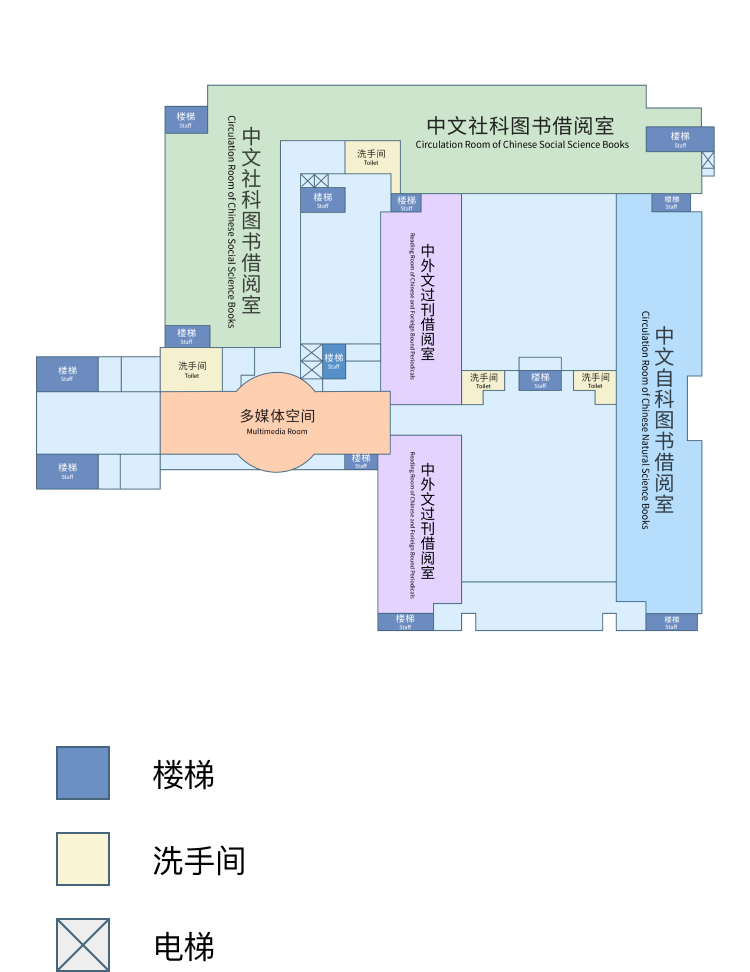 楼梯
Staff
中文社科图书借阅室
Circulation Room of Chinese Social Science Books
中文社科图书借阅室
Circulation Room of Chinese Social Science Books
楼梯
Staff
洗手间
Toilet
楼梯
Staff
楼梯
Staff
楼梯
Staff
中外文过刊借阅室
Reading Room of Chinese and Foriegn Bound Periodicals
中文自科图书借阅室
Circulation Room of Chinese Natural Science Books
楼梯
Staff
洗手间
Toilet
楼梯
Staff
楼梯
Staff
洗手间
Toilet
楼梯
Staff
洗手间
Toilet
多媒体空间
Multimedia Room
楼梯
Staff
楼梯
Staff
中外文过刊借阅室
Reading Room of Chinese and Foriegn Bound Periodicals
楼梯
Staff
楼梯
Staff
楼梯
洗手间
电梯